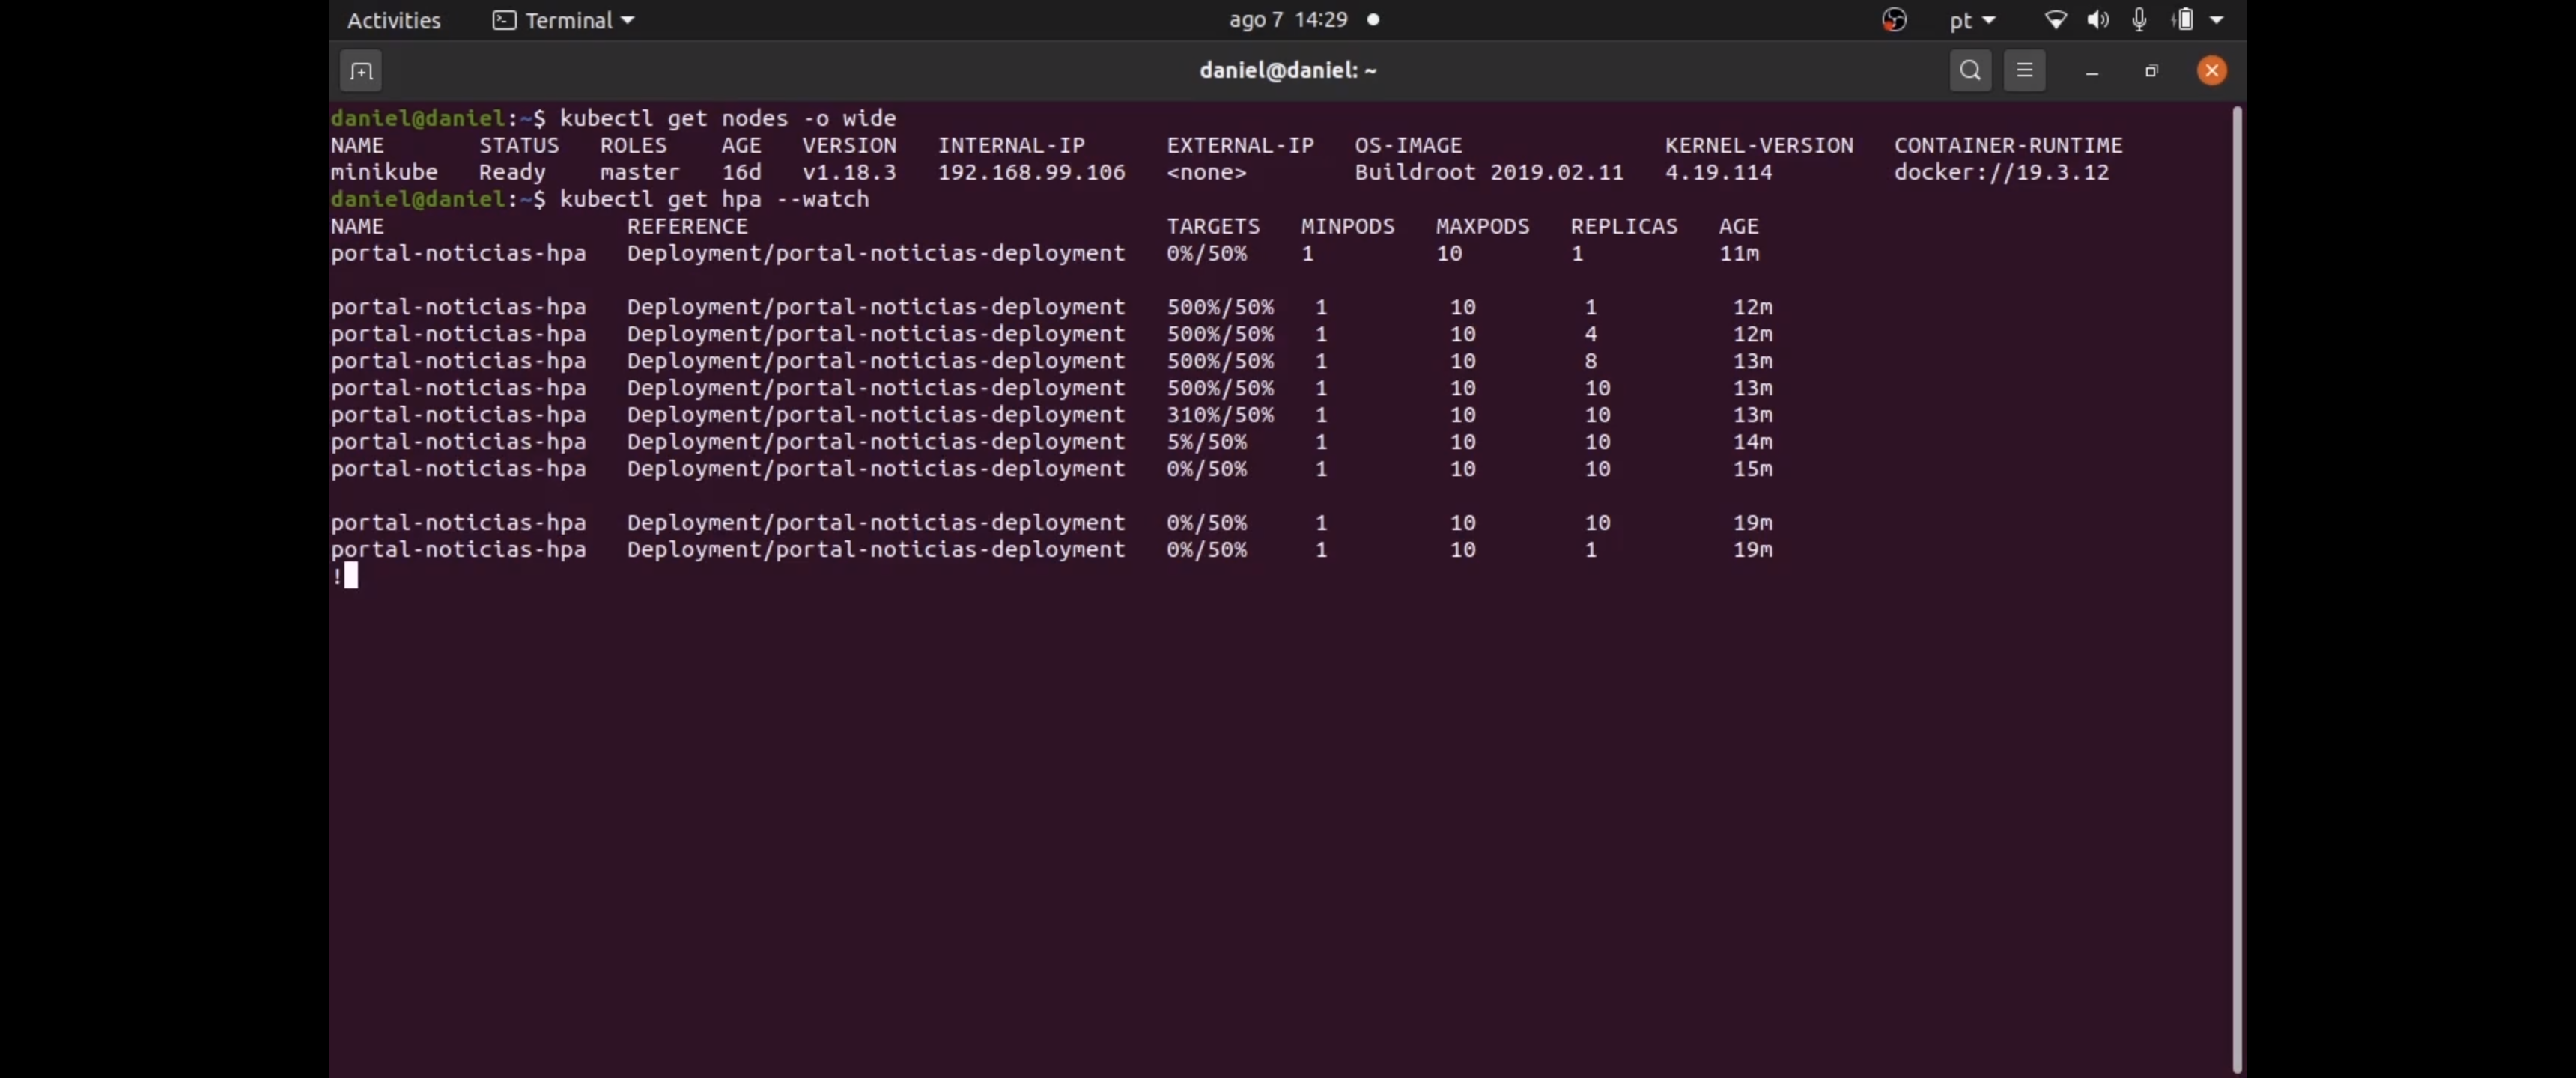 Activities Terminal ago 7 14:29 pt
daniel@daniel: ~
daniel@daniel:~$ kubectl get nodes -o wide
NAME STATUS ROLES AGE VERSION INTERNAL-IP EXTERNAL-IP OS-IMAGE KERNEL-VERSION CONTAINER-RUNTIME
minikube Ready master 16d v1.18.3 192.168.99.106 <none> Buildroot 2019.02.11 4.19.114 docker://19.3.12
daniel@daniel:~$ kubectl get hpa --watch
NAME REFERENCE TARGETS MINPODS MAXPODS REPLICAS AGE
portal-noticias-hpa Deployment/portal-noticias-deployment 0%/50% 1 10 1 11m
portal-noticias-hpa Deployment/portal-noticias-deployment 500%/50% 1 10 1 12m
portal-noticias-hpa Deployment/portal-noticias-deployment 500%/50% 1 10 4 12m
portal-noticias-hpa Deployment/portal-noticias-deployment 500%/50% 1 10 8 13m
portal-noticias-hpa Deployment/portal-noticias-deployment 500%/50% 1 10 10 13m
portal-noticias-hpa Deployment/portal-noticias-deployment 310%/50% 1 10 10 13m
portal-noticias-hpa Deployment/portal-noticias-deployment 5%/50% 1 10 10 14m
portal-noticias-hpa Deployment/portal-noticias-deployment 0%/50% 1 10 10 15m
portal-noticias-hpa Deployment/portal-noticias-deployment 0%/50% 1 10 10 19m
portal-noticias-hpa Deployment/portal-noticias-deployment 0%/50% 1 10 1 19m
!